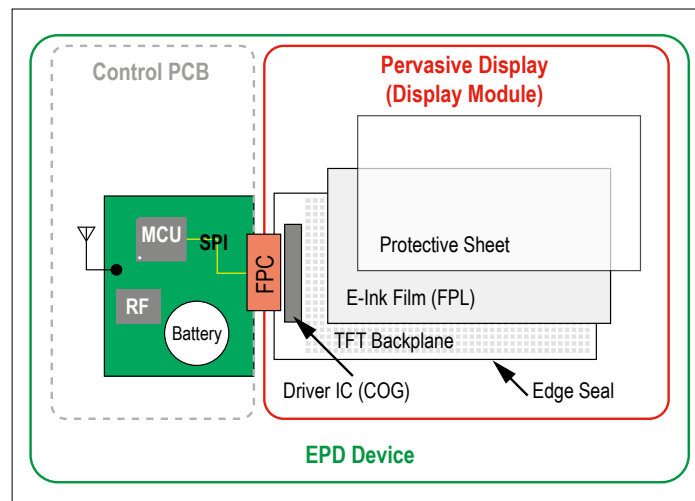 Control PCB
Pervasive Display
(Display Module)
MCU
SPI
RF
Battery
FPC
Protective Sheet
E-Ink Film (FPL)
TFT Backplane
Driver IC (COG)
Edge Seal
EPD Device